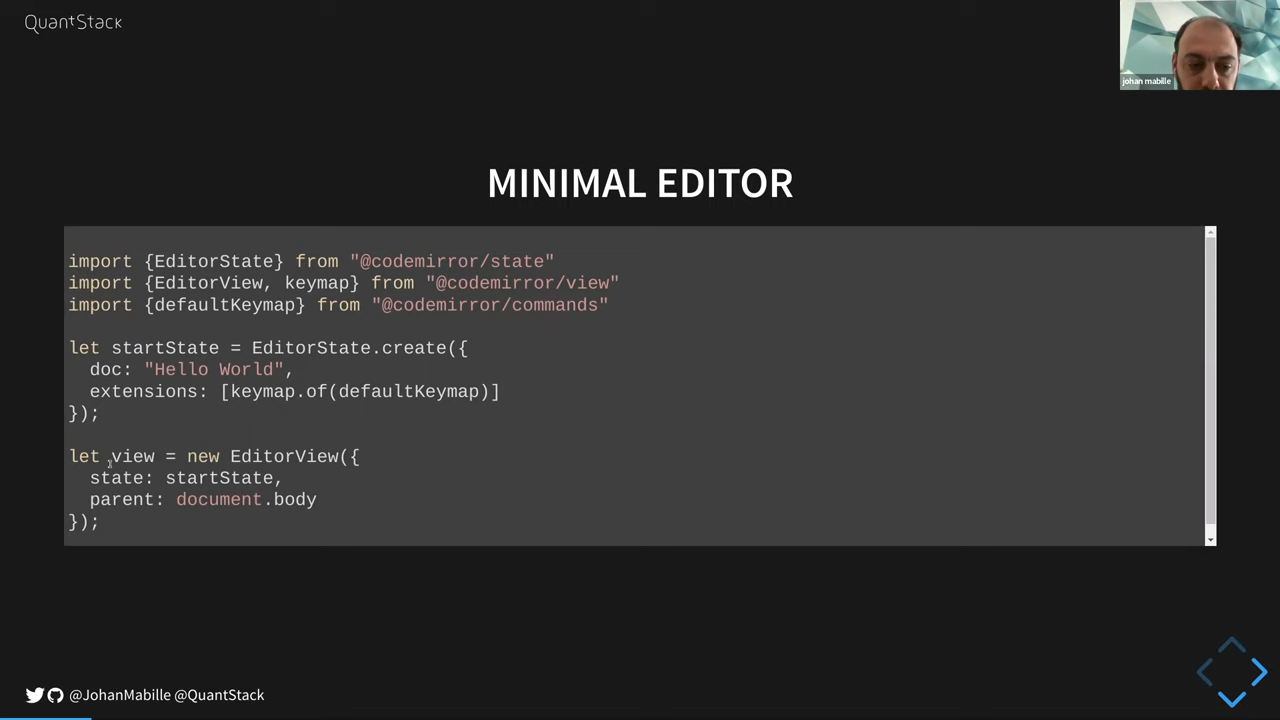 QuantStack
johan mabille
MINIMAL EDITOR
import {EditorState} from "@codemirror/state"
import {EditorView, keymap} from "@codemirror/view"
import {defaultKeymap} from "@codemirror/commands"
let startState = EditorState.create({
  doc: "Hello World",
  extensions: [keymap.of(defaultKeymap)]
});
let view = new EditorView({
  state: startState,
  parent: document.body
});
@JohanMabille @QuantStack